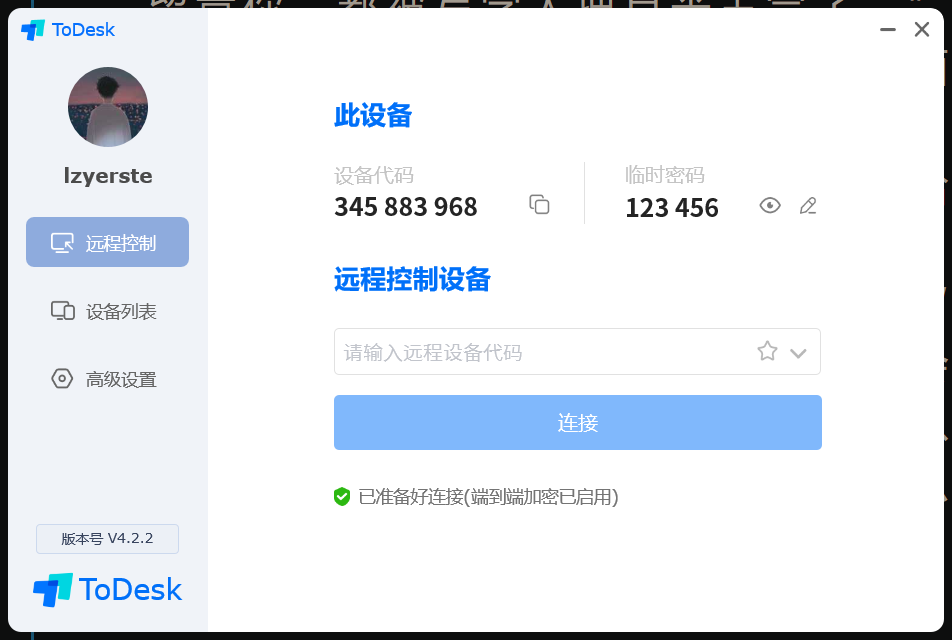 ToDesk
lzyerste
远程控制
设备列表
高级设置
版本号 V4.2.2
ToDesk
此设备
设备代码
345 883 968
临时密码
123 456
远程控制设备
请输入远程设备代码
连接
已准备好连接(端到端加密已启用)